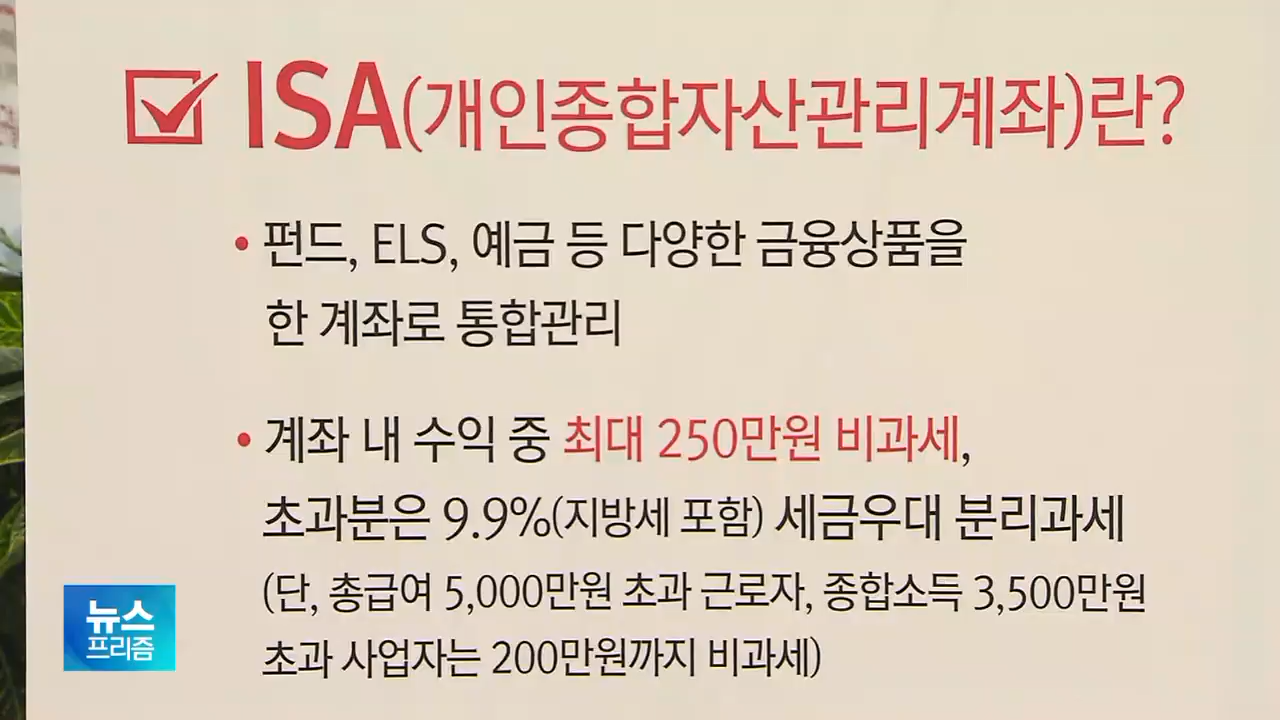 ISA(개인종합자산관리계좌)란?
• 펀드, ELS, 예금 등 다양한 금융상품을
한 계좌로 통합관리
• 계좌 내 수익 중 최대 250만원 비과세,
초과분은 9.9%(지방세 포함) 세금우대 분리과세
(단, 총급여 5,000만원 초과 근로자, 종합소득 3,500만원
초과 사업자는 200만원까지 비과세)
뉴스
프리즘